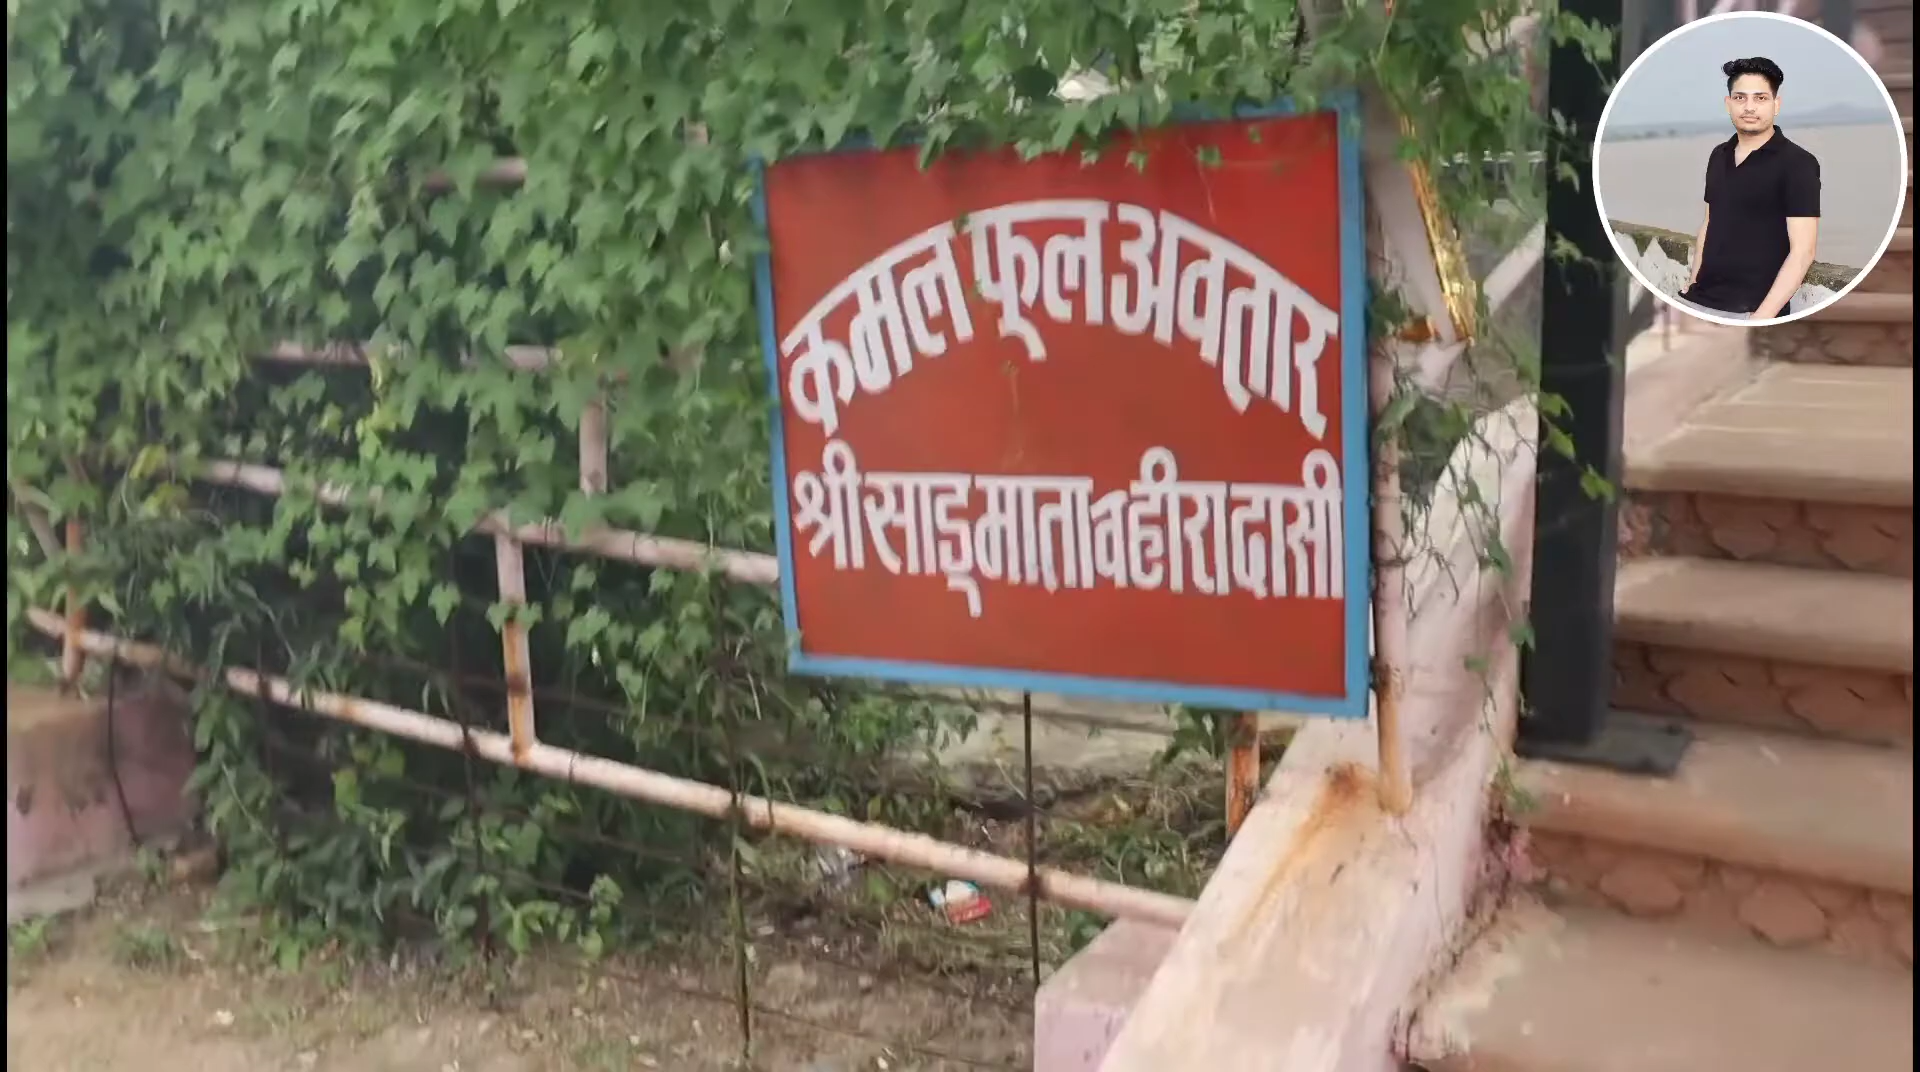 कमल फूल अवतार
श्री साडू माता व हीरा दासी